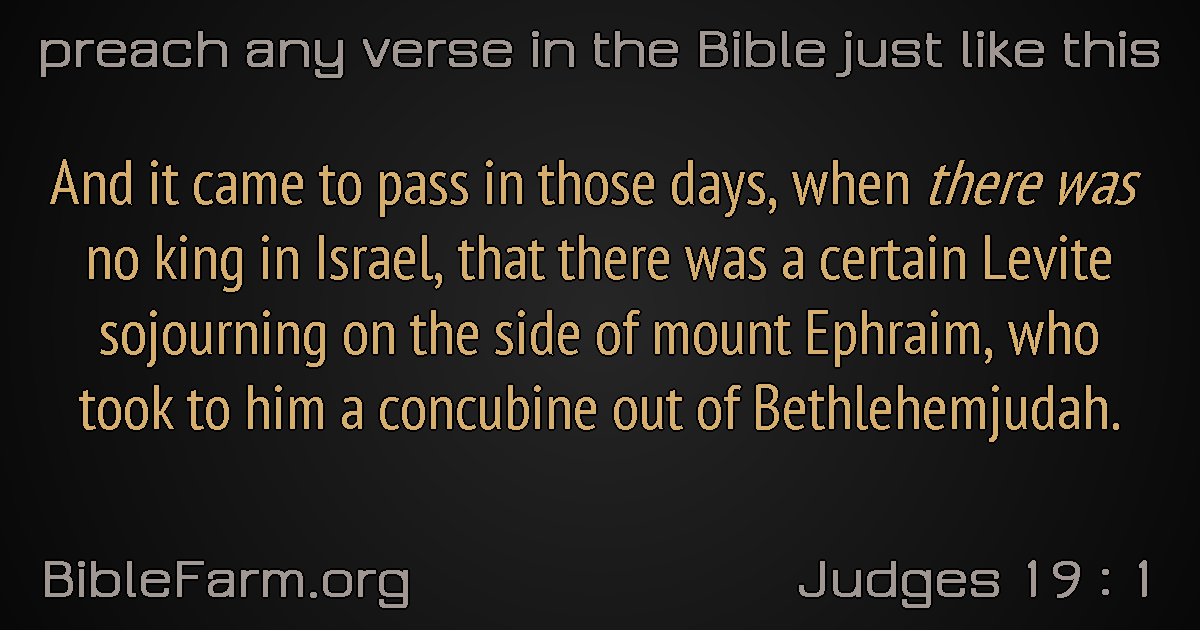 preach any verse in the Bible just like this
And it came to pass in those days, when there was
no king in Israel, that there was a certain Levite
sojourning on the side of mount Ephraim, who
took to him a concubine out of Bethlehemjudah.
BibleFarm.org
Judges 19 : 1